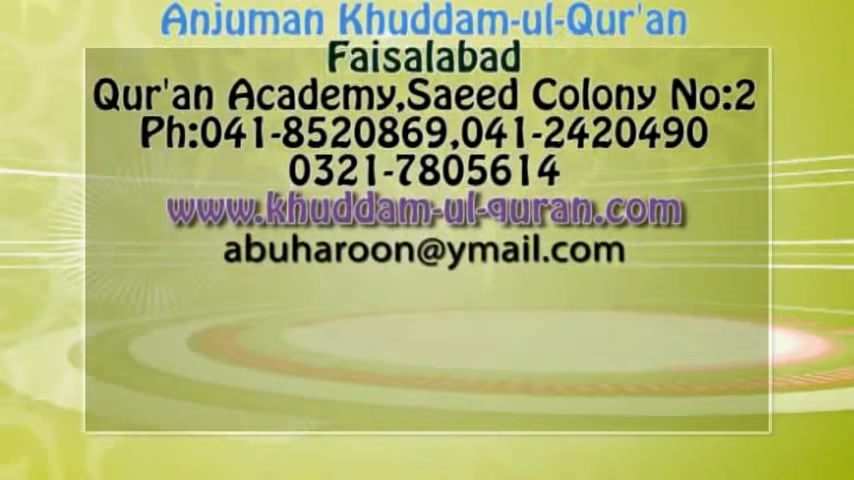 Anjuman Khuddam-ul-Qur'an
Faisalabad
Qur'an Academy,Saeed Colony No:2
Ph:041-8520869,041-2420490
0321-7805614
www.khuddam-ul-quran.com
abuharoon@ymail.com